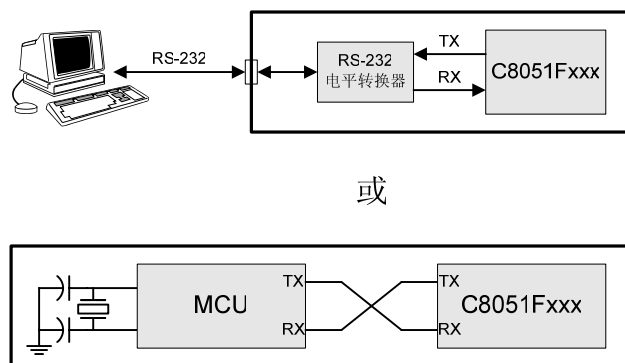 RS-232
RS-232
电平转换器
TX
RX
C8051Fxxx
或
MCU
TX
RX
TX
RX
C8051Fxxx